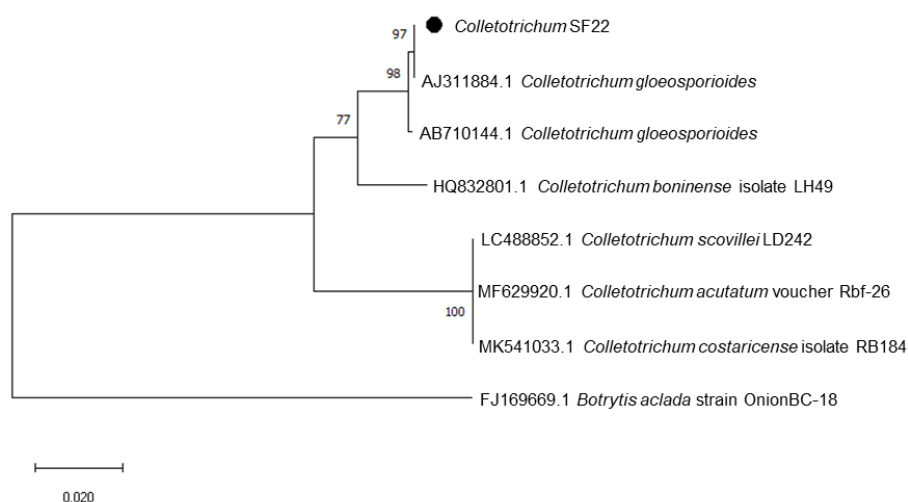 97
Colletotrichum SF22
98
AJ311884.1 Colletotrichum gloeosporioides
77
AB710144.1 Colletotrichum gloeosporioides
HQ832801.1 Colletotrichum boninense isolate LH49
LC488852.1 Colletotrichum scovillei LD242
MF629920.1 Colletotrichum acutatum voucher Rbf-26
100
MK541033.1 Colletotrichum costaricense isolate RB184
FJ169669.1 Botrytis aclada strain OnionBC-18
0.020